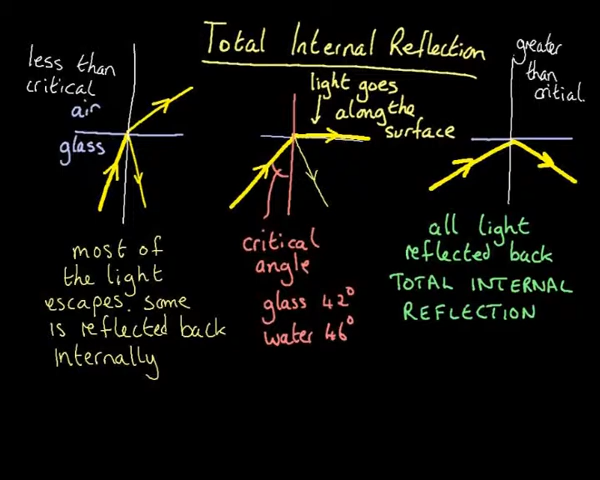 Total Internal Reflection
less than
critical
air
glass
light goes
along the
surface
greater
than
critial.
most of
the light
escapes. Some
is reflected back
internally
critical
angle
glass 42°
water 46°
all light
reflected back
TOTAL INTERNAL
REFLECTION